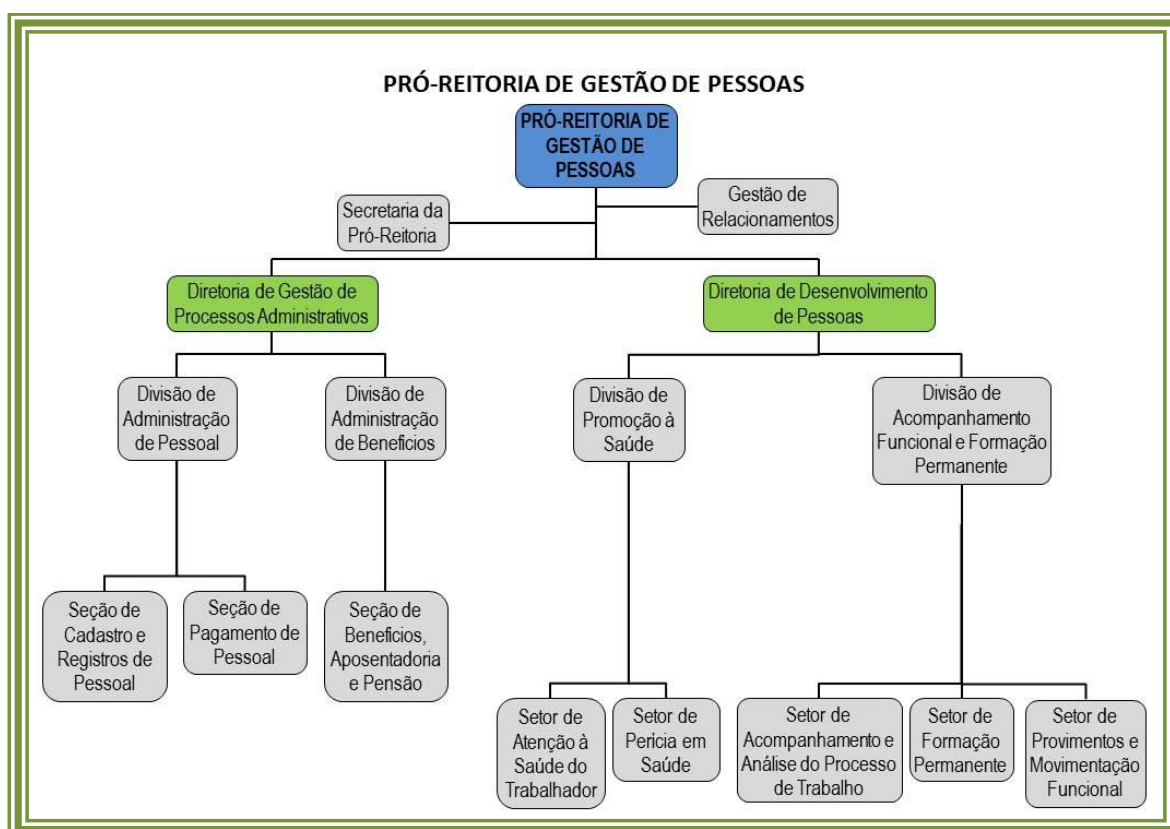 PRÓ-REITORIA DE GESTÃO DE PESSOAS
PRÓ-REITORIA DE
GESTÃO DE
PESSOAS
Secretaria da
Pró-Reitoria
Gestão de
Relacionamentos
Diretoria de Gestão de
Processos Administrativos
Diretoria de Desenvolvimento
de Pessoas
Divisão de
Administração
de Pessoal
Divisão de
Administração
de Benefícios
Divisão de
Promoção à
Saúde
Divisão de
Acompanhamento
Funcional e Formação
Permanente
Seção de
Cadastro e
Registros de
Pessoal
Seção de
Pagamento de
Pessoal
Seção de
Benefícios,
Aposentadoria
e Pensão
Setor de
Atenção à
Saúde do
Trabalhador
Setor de
Perícia em
Saúde
Setor de
Acompanhamento e
Análise do Processo
de Trabalho
Setor de
Formação
Permanente
Setor de
Provimentos e
Movimentação
Funcional